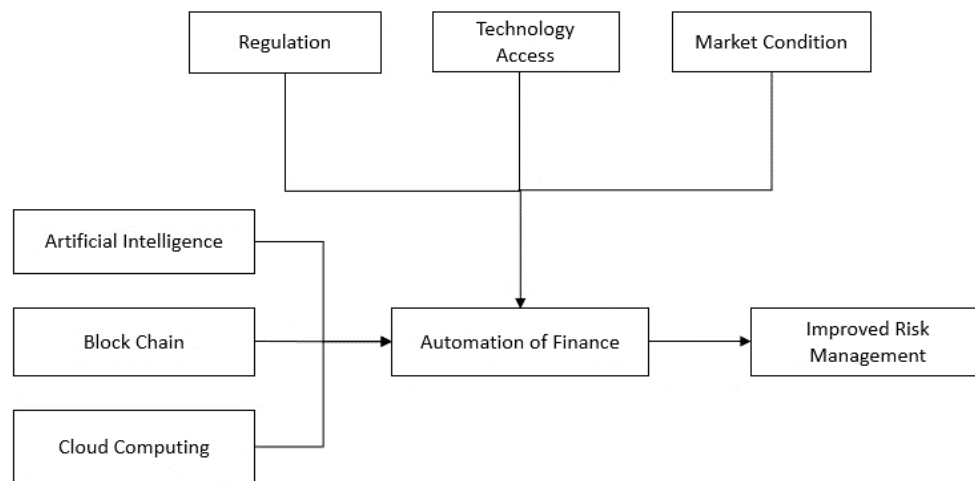 Regulation
Technology
Access
Market Condition
Artificial Intelligence
Block Chain
Automation of Finance
Improved Risk
Management
Cloud Computing